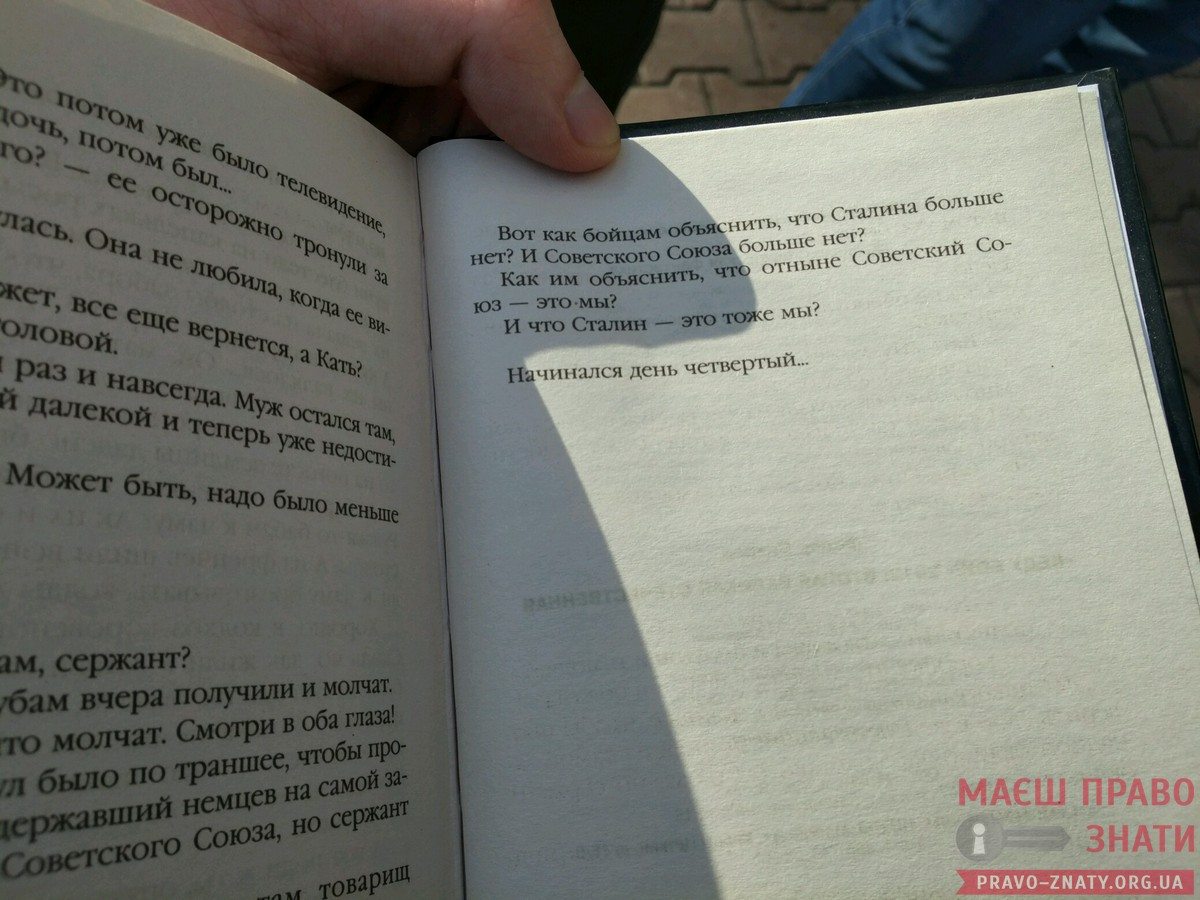 Это потом уже было телевидение,
дочь, потом был...
го? — ее осторожно тронули за
улась. Она не любила, когда ее ви-
жет, все еще вернется, а Кать?
головой.
раз и навсегда. Муж остался там,
й далекой и теперь уже недости-
Может быть, надо было меньше
ам, сержант?
убам вчера получили и молчат.
что молчат. Смотри в оба глаза!
ул было по траншее, чтобы про-
державший немцев на самой за-
Советского Союза, но сержант
там, товарищ
Вот как бойцам объяснить, что Сталина больше
нет? И Советского Союза больше нет?
Как им объяснить, что отныне Советский Со-
юз — это мы?
И что Сталин — это тоже мы?
Начинался день четвертый...
МАЄШ ПРАВО
ЗНАТИ
PRAVO-ZNATY.ORG.UA